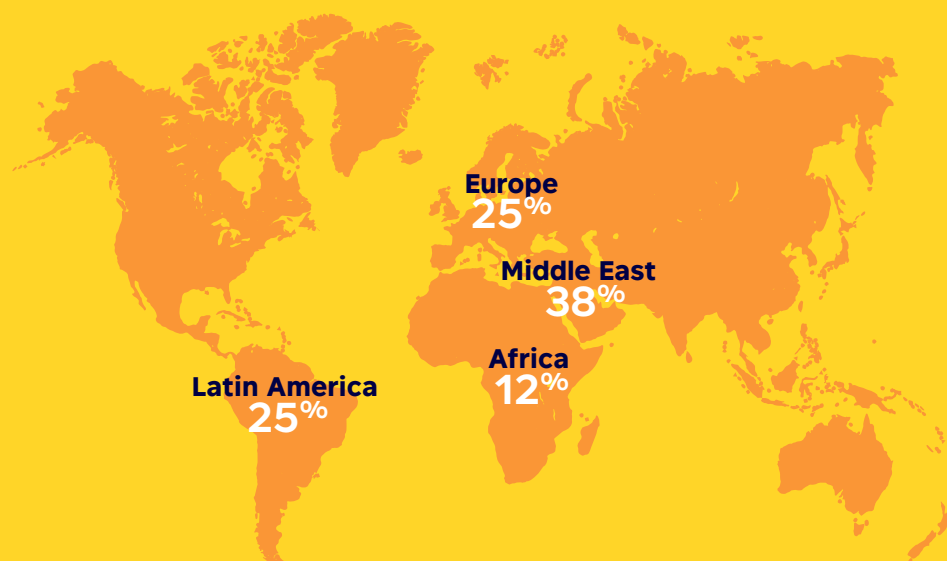 Europe
25%
Middle East
38%
Africa
12%
Latin America
25%